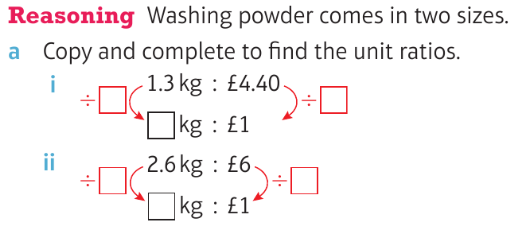 Reasoning Washing powder comes in two sizes.
a Copy and complete to find the unit ratios.
i 1.3 kg : £4.40
÷ ÷
kg : £1
ii 2.6 kg : £6
÷ ÷
kg : £1